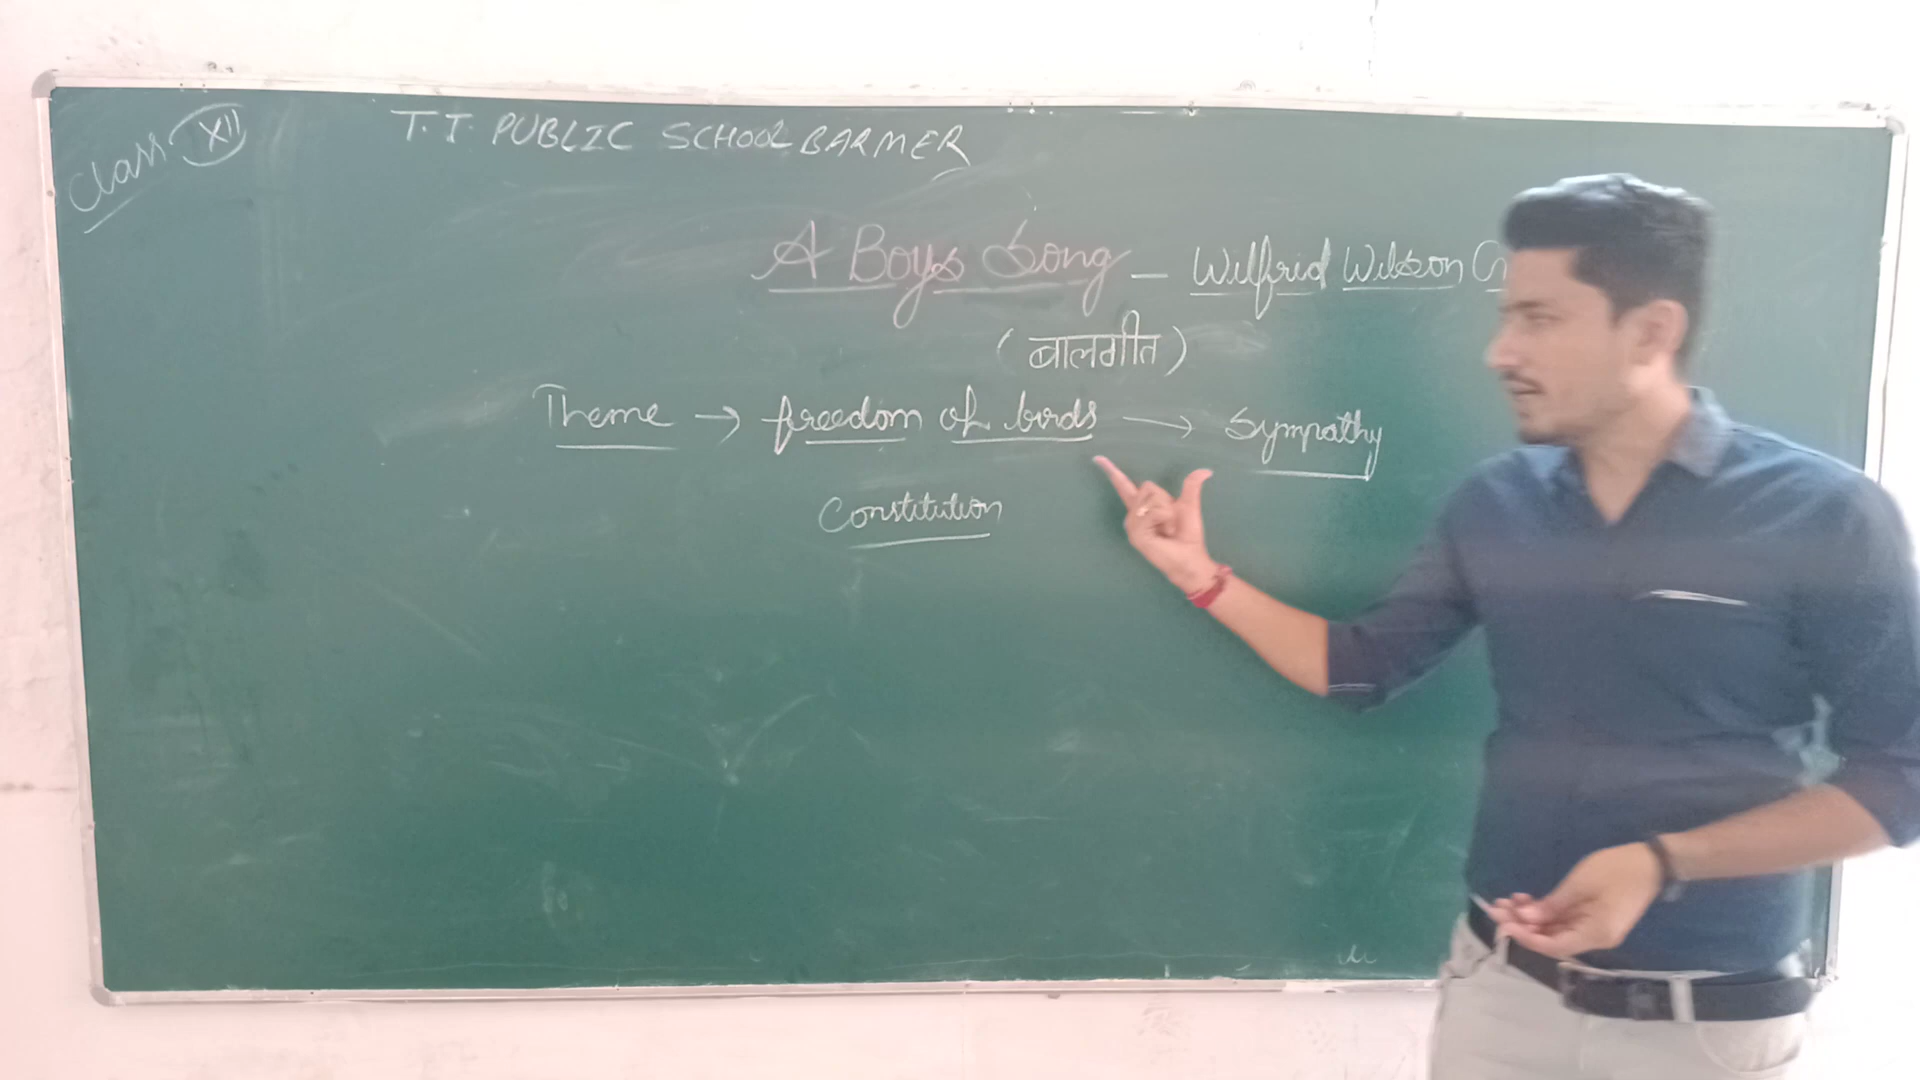 Class XII
T.T. PUBLIC SCHOOL BARMER
A Boys Song – Wilfrid Wilson G
(बालगीत)
Theme → freedom of birds → Sympathy
Constitution